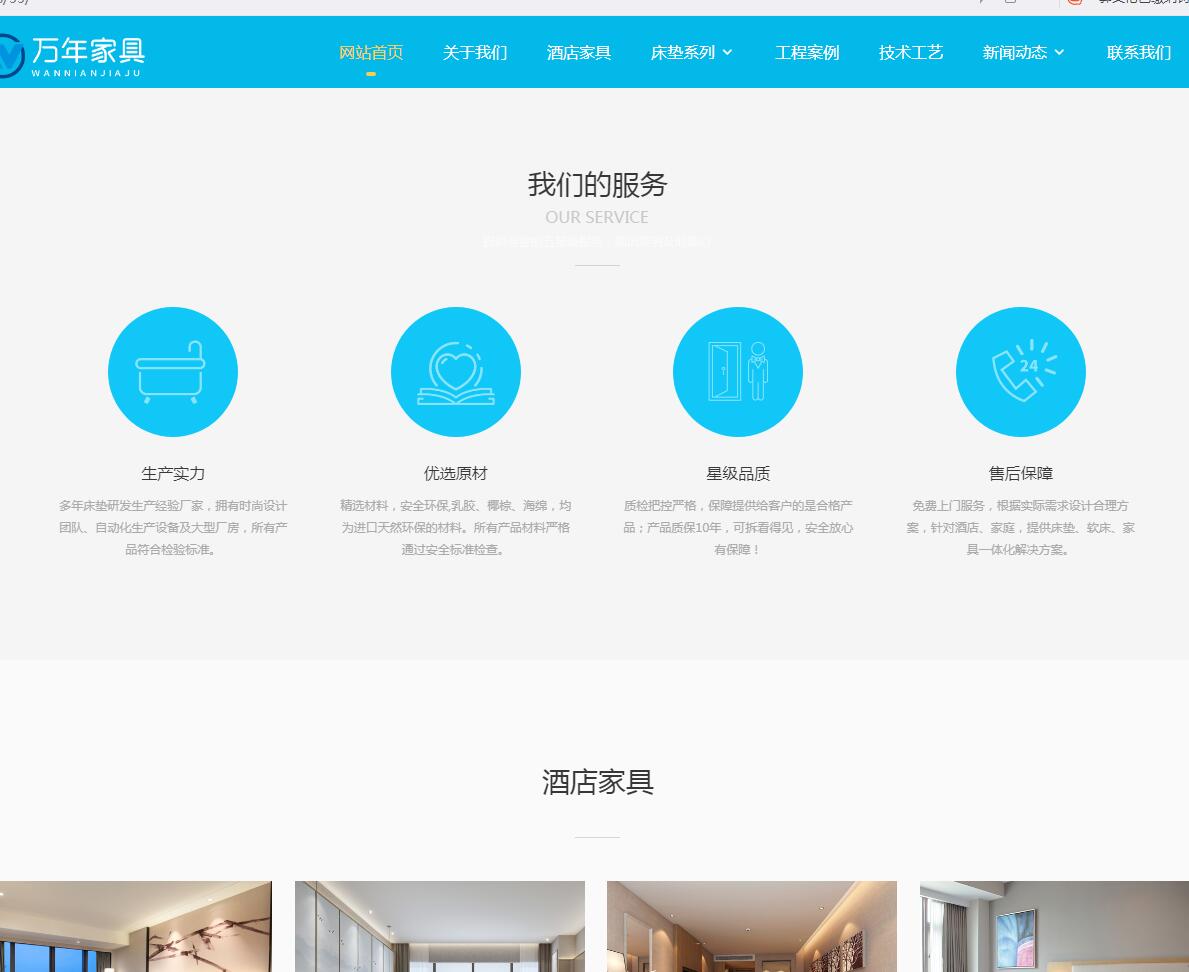 万年家具
WANNIANJIAJU
网站首页 关于我们 酒店家具 床垫系列 工程案例 技术工艺 新闻动态 联系我们
我们的服务
OUR SERVICE
24
生产实力
多年床垫研发生产经验厂家，拥有时尚设计
团队、自动化生产设备及大型厂房，所有产
品符合检验标准。
优选原材
精选材料，安全环保,乳胶、椰棕、海绵，均
为进口天然环保的材料。所有产品材料严格
通过安全标准检查。
星级品质
质检把控严格，保障提供给客户的是合格产
品；产品质保10年，可拆看得见，安全放心
有保障！
售后保障
免费上门服务，根据实际需求设计合理方
案，针对酒店、家庭，提供床垫、软床、家
具一体化解决方案。
酒店家具